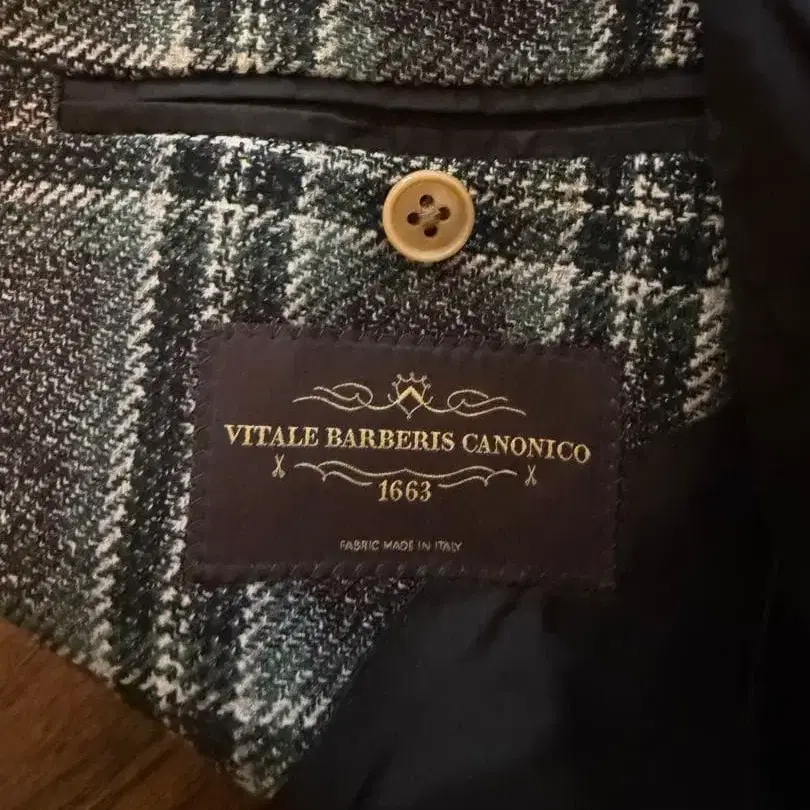 VITALE BARBERIS CANONICO
1663
FABRIC MADE IN ITALY